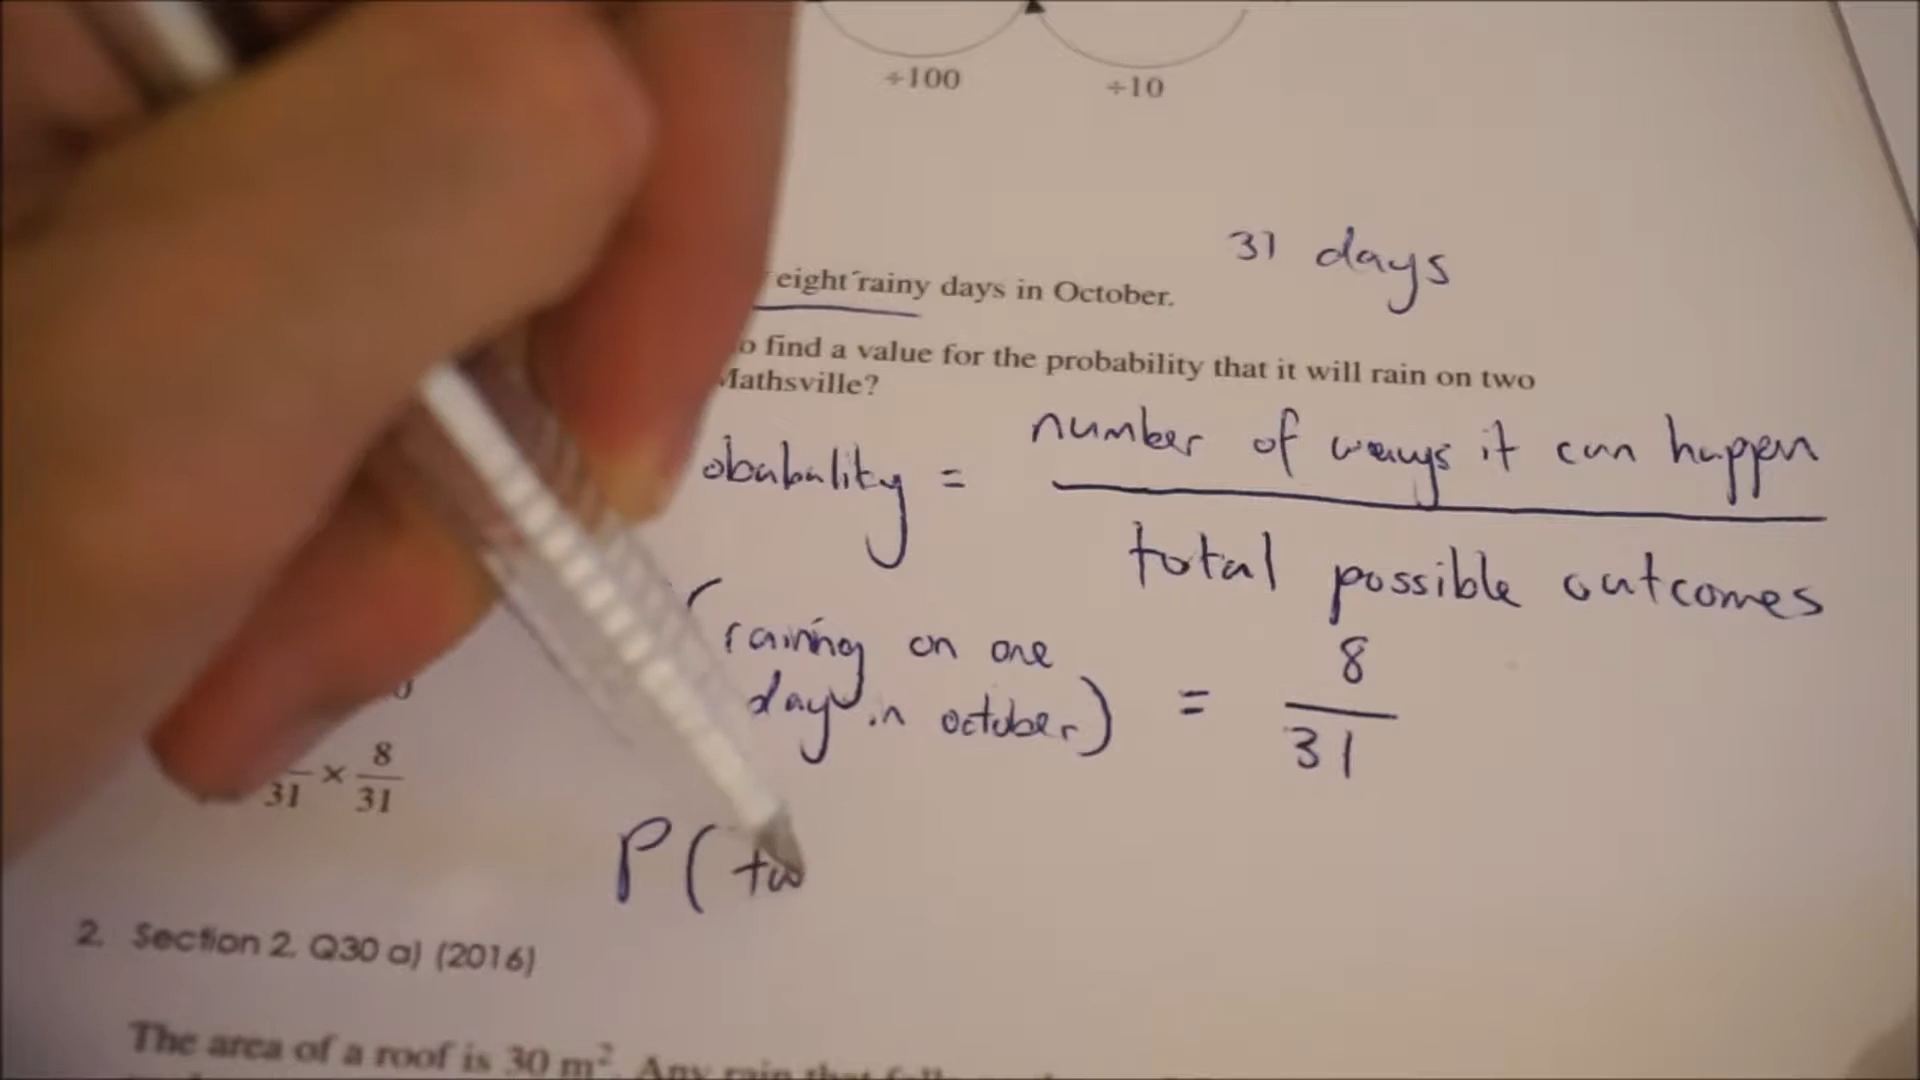 ÷100 ÷10
31 days
eight rainy days in October.
find a value for the probability that it will rain on two
Mathsville?
number of ways it can happen
obabality =
total possible outcomes
(raining on one
day in october) = 8/31
31 × 8/31
P(tw
2. Section 2. Q30 a) (2016)
The area of a roof is 30 m². Any rain that